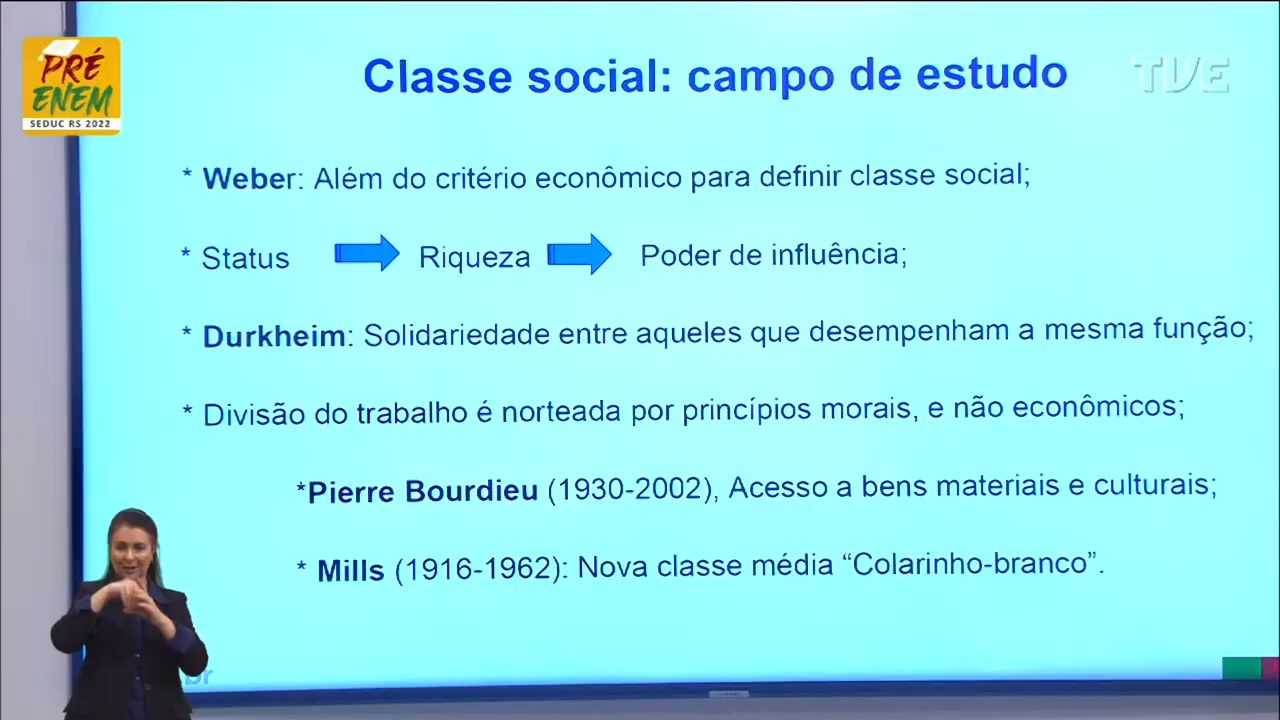 PRÉ
ENEM
SEDUC RS 2022
TVE
Classe social: campo de estudo
* Weber: Além do critério econômico para definir classe social;
* Status Riqueza Poder de influência;
* Durkheim: Solidariedade entre aqueles que desempenham a mesma função;
* Divisão do trabalho é norteada por princípios morais, e não econômicos;
*Pierre Bourdieu (1930-2002), Acesso a bens materiais e culturais;
* Mills (1916-1962): Nova classe média “Colarinho-branco”.